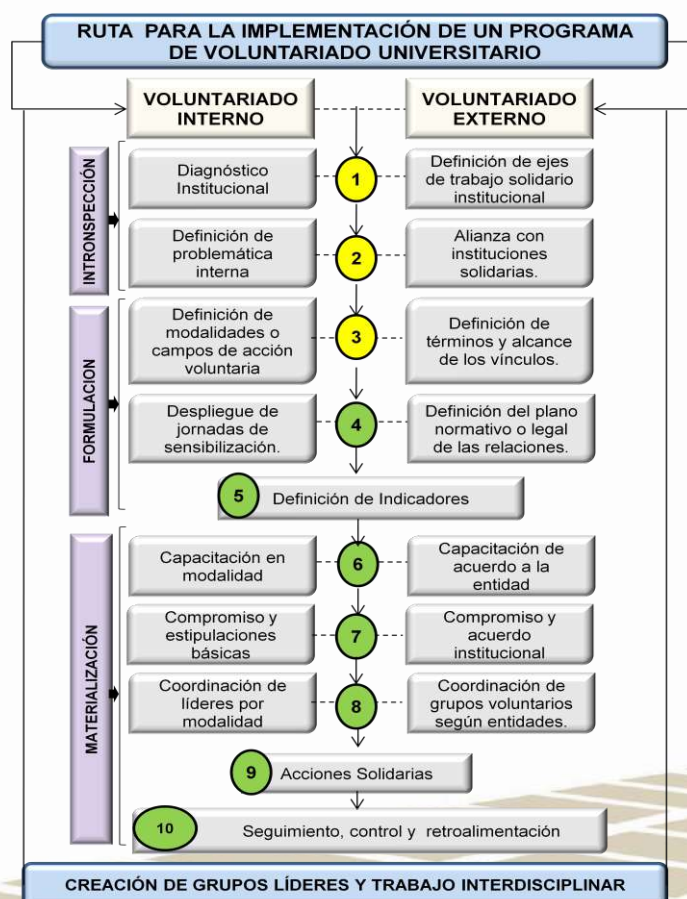 RUTA PARA LA IMPLEMENTACIÓN DE UN PROGRAMA
DE VOLUNTARIADO UNIVERSITARIO
VOLUNTARIADO
INTERNO
VOLUNTARIADO
EXTERNO
INTRONSPECCIÓN
Diagnóstico
Institucional
1
Definición de ejes
de trabajo solidario
institucional
Definición de
problemática
interna
2
Alianza con
instituciones
solidarias.
FORMULACION
Definición de
modalidades o
campos de acción
voluntaria
3
Definición de
términos y alcance
de los vínculos.
Despliegue de
jornadas de
sensibilización.
4
Definición del plano
normativo o legal
de las relaciones.
5
Definición de Indicadores
MATERIALIZACIÓN
Capacitación en
modalidad
6
Capacitación de
acuerdo a la
entidad
Compromiso y
estipulaciones
básicas
7
Compromiso y
acuerdo
institucional
Coordinación de
líderes por
modalidad
8
Coordinación de
grupos voluntarios
según entidades.
9
Acciones Solidarias
10
Seguimiento, control y retroalimentación
CREACIÓN DE GRUPOS LÍDERES Y TRABAJO INTERDISCIPLINAR